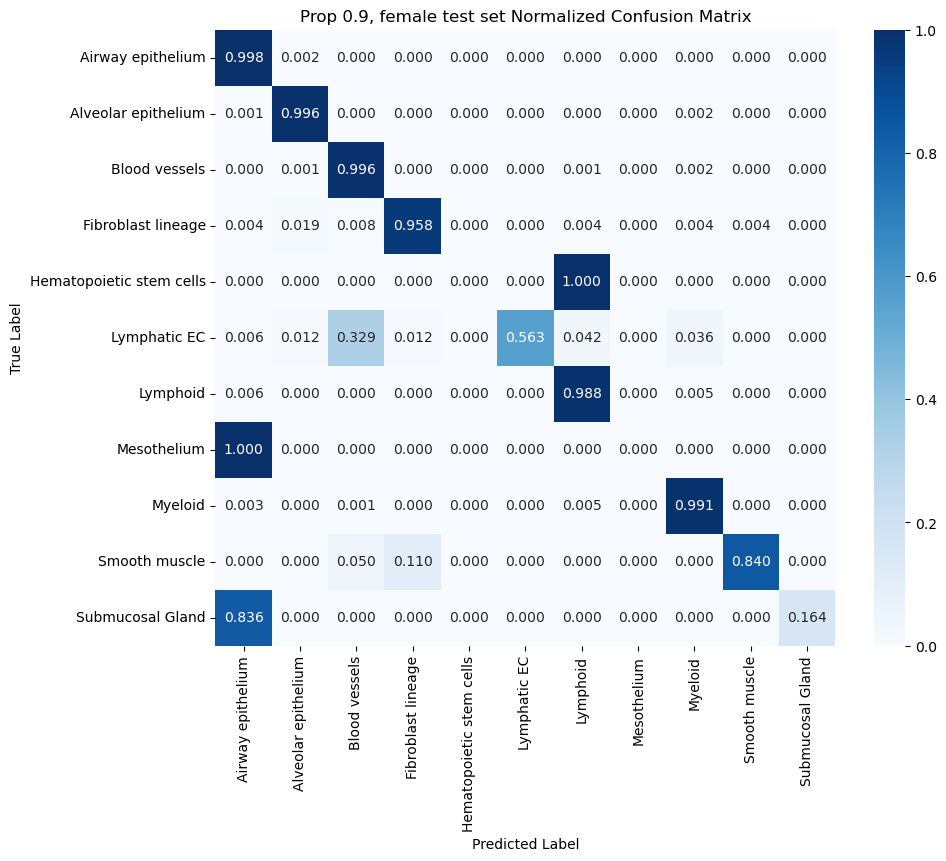 Prop 0.9, female test set Normalized Confusion Matrix
Airway epithelium 0.998 0.002 0.000 0.000 0.000 0.000 0.000 0.000 0.000 0.000 0.000
Alveolar epithelium 0.001 0.996 0.000 0.000 0.000 0.000 0.000 0.000 0.002 0.000 0.000
Blood vessels 0.000 0.001 0.996 0.000 0.000 0.000 0.001 0.000 0.002 0.000 0.000
Fibroblast lineage 0.004 0.019 0.008 0.958 0.000 0.000 0.004 0.000 0.004 0.004 0.000
Hematopoietic stem cells 0.000 0.000 0.000 0.000 0.000 0.000 1.000 0.000 0.000 0.000 0.000
Lymphatic EC 0.006 0.012 0.329 0.012 0.000 0.563 0.042 0.000 0.036 0.000 0.000
Lymphoid 0.006 0.000 0.000 0.000 0.000 0.000 0.988 0.000 0.005 0.000 0.000
Mesothelium 1.000 0.000 0.000 0.000 0.000 0.000 0.000 0.000 0.000 0.000 0.000
Myeloid 0.003 0.000 0.001 0.000 0.000 0.000 0.005 0.000 0.991 0.000 0.000
Smooth muscle 0.000 0.000 0.050 0.110 0.000 0.000 0.000 0.000 0.000 0.840 0.000
Submucosal Gland 0.836 0.000 0.000 0.000 0.000 0.000 0.000 0.000 0.000 0.000 0.164
True Label
Airway epithelium
Alveolar epithelium
Blood vessels
Fibroblast lineage
Hematopoietic stem cells
Lymphatic EC
Lymphoid
Mesothelium
Myeloid
Smooth muscle
Submucosal Gland
Predicted Label
1.0
0.8
0.6
0.4
0.2
0.0